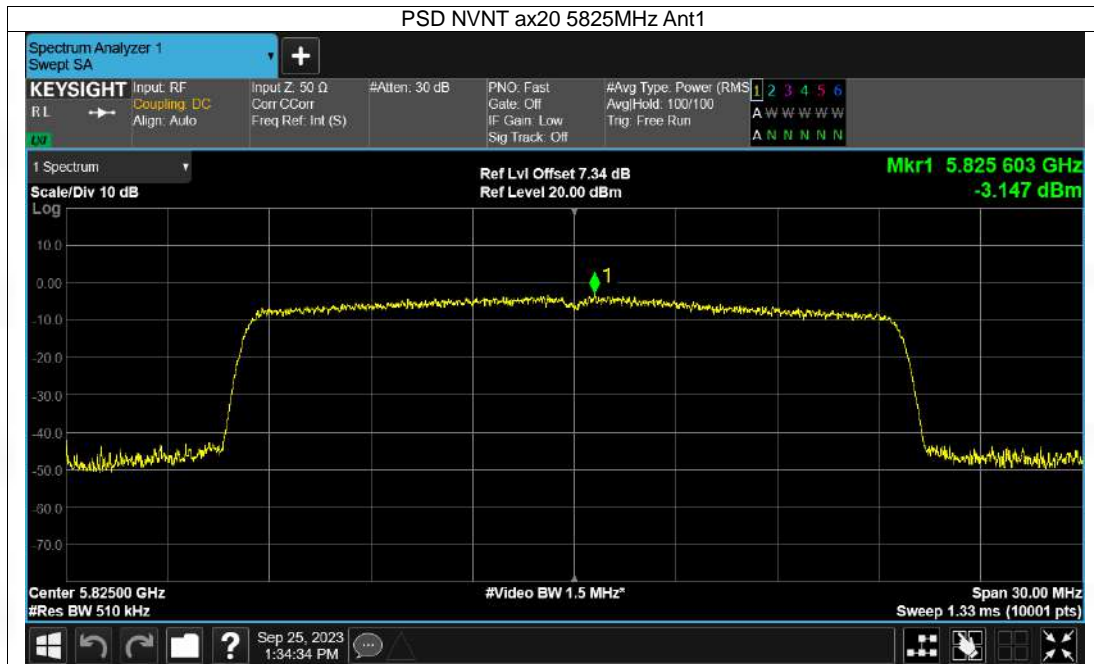 PSD NVNT ax20 5825MHz Ant1
Spectrum Analyzer 1
Swept SA
KEYSIGHT
R L
LXI
Input: RF
Coupling: DC
Align: Auto
Input Z: 50 Ω
Corr CCorr
Freq Ref: Int (S)
#Atten: 30 dB
PNO: Fast
Gate: Off
IF Gain: Low
Sig Track: Off
#Avg Type: Power (RMS
Avg|Hold: 100/100
Trig: Free Run
1 2 3 4 5 6
A W W W W W
A N N N N N
1 Spectrum
Scale/Div 10 dB
Ref Lvl Offset 7.34 dB
Ref Level 20.00 dBm
Mkr1 5.825 603 GHz
-3.147 dBm
Log
10.0
0.00
-10.0
-20.0
-30.0
-40.0
-50.0
-60.0
-70.0
1
Center 5.82500 GHz
#Res BW 510 kHz
#Video BW 1.5 MHz*
Span 30.00 MHz
Sweep 1.33 ms (10001 pts)
?
Sep 25, 2023
1:34:34 PM